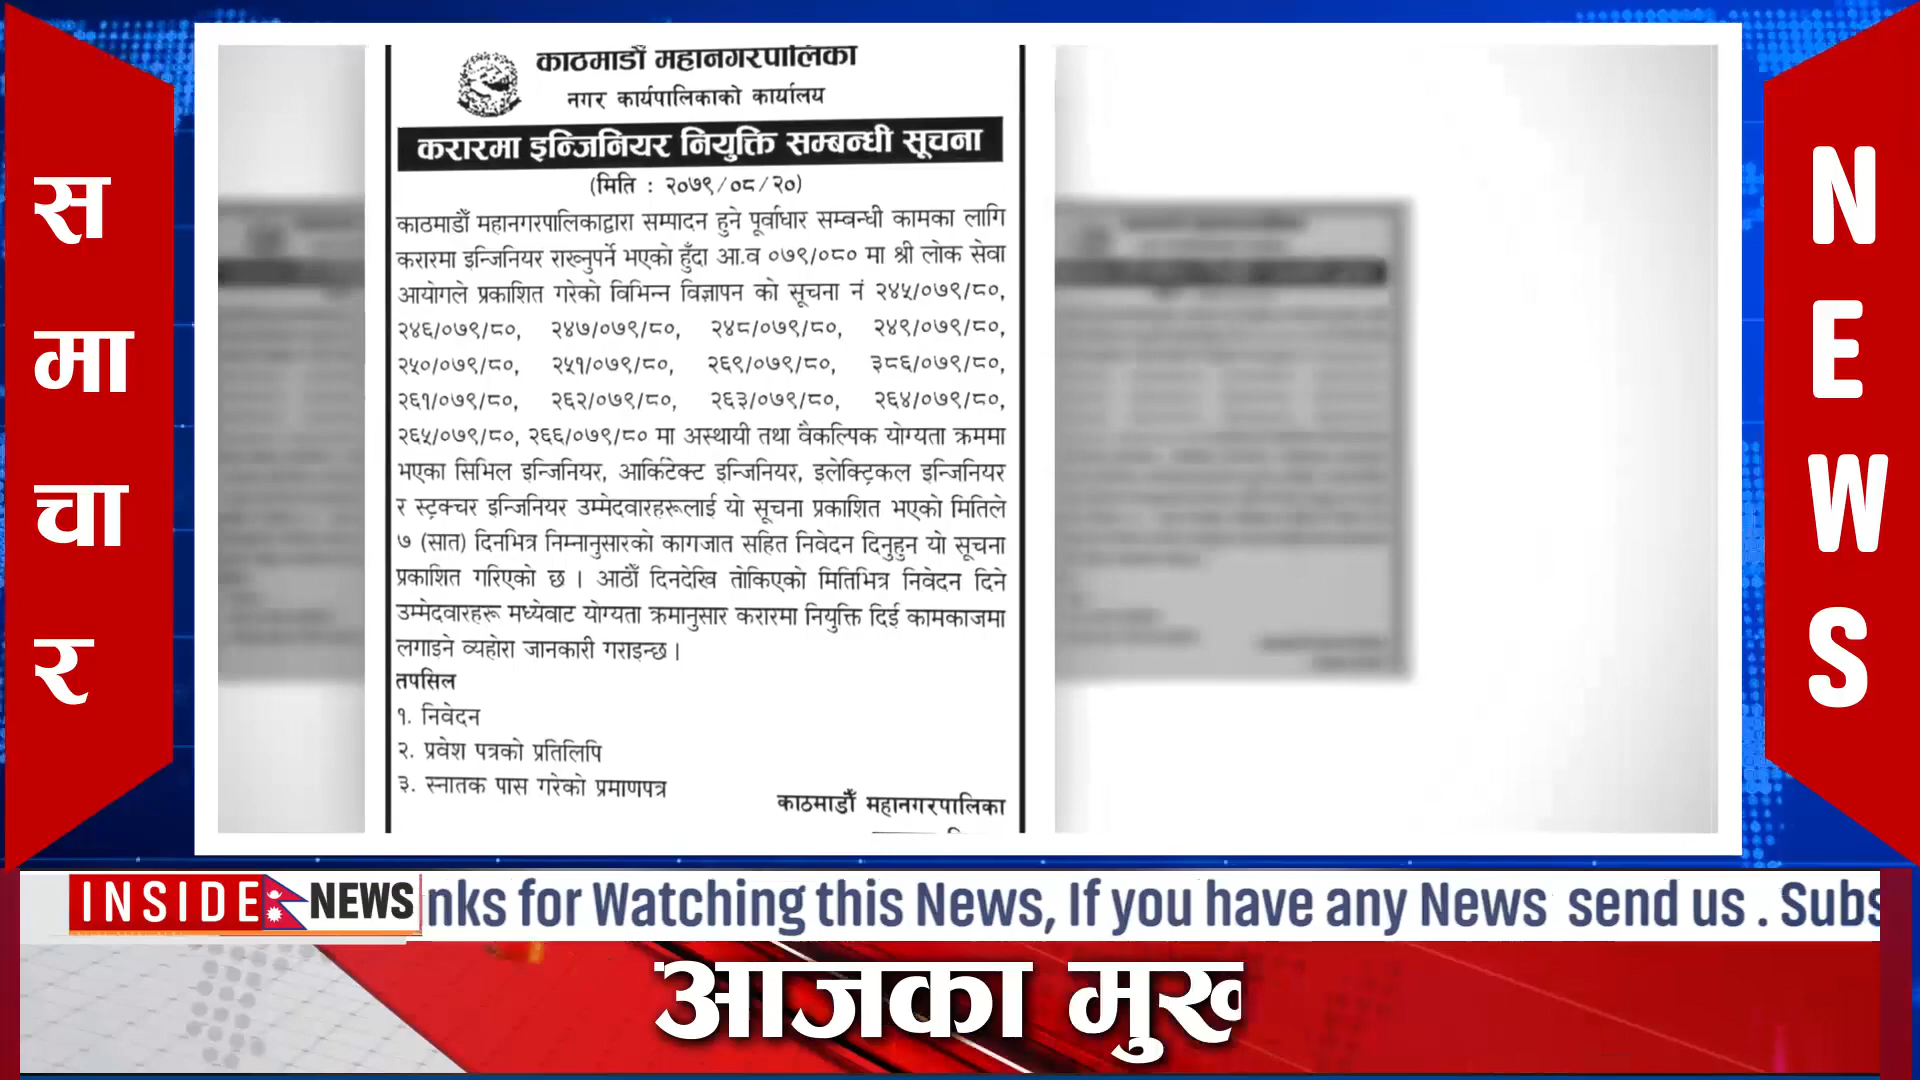 स
मा
चा
र
काठमाडौं महानगरपालिका
नगर कार्यपालिकाको कार्यालय
करारमा इन्जिनियर नियुक्ति सम्बन्धी सूचना
(मिति : २०७९/०८/२०)
काठमाडौं महानगरपालिकाद्वारा सम्पादन हुने पूर्वाधार सम्बन्धी कामका लागि
करारमा इन्जिनियर राख्नुपर्ने भएको हुँदा आ.व ०७९/०८० मा श्री लोक सेवा
आयोगले प्रकाशित गरेको विभिन्न विज्ञापन को सूचना नं २४५/०७९/८०,
२४६/०७९/८०, २४७/०७९/८०, २४८/०७९/८०, २४९/०७९/८०,
२५०/०७९/८०, २५१/०७९/८०, २६९/०७९/८०, ३८६/०७९/८०,
२६१/०७९/८०, २६२/०७९/८०, २६३/०७९/८०, २६४/०७९/८०,
२६५/०७९/८०, २६६/०७९/८० मा अस्थायी तथा वैकल्पिक योग्यता क्रममा
भएका सिभिल इन्जिनियर, आर्किटेक्ट इन्जिनियर, इलेक्ट्रिकल इन्जिनियर
र स्ट्रक्चर इन्जिनियर उम्मेदवारहरूलाई यो सूचना प्रकाशित भएको मितिले
७ (सात) दिनभित्र निम्नानुसारको कागजात सहित निवेदन दिनुहुन यो सूचना
प्रकाशित गरिएको छ । आठौं दिनदेखि तोकिएको मितिभित्र निवेदन दिने
उम्मेदवारहरू मध्येवाट योग्यता क्रमानुसार करारमा नियुक्ति दिई कामकाजमा
लगाइने व्यहोरा जानकारी गराइन्छ ।
तपसिल
१. निवेदन
२. प्रवेश पत्रको प्रतिलिपि
३. स्नातक पास गरेको प्रमाणपत्र
काठमाडौं महानगरपालिका
N
E
W
S
INSIDE NEWS
nks for Watching this News, If you have any News send us . Subs
आजका मुख